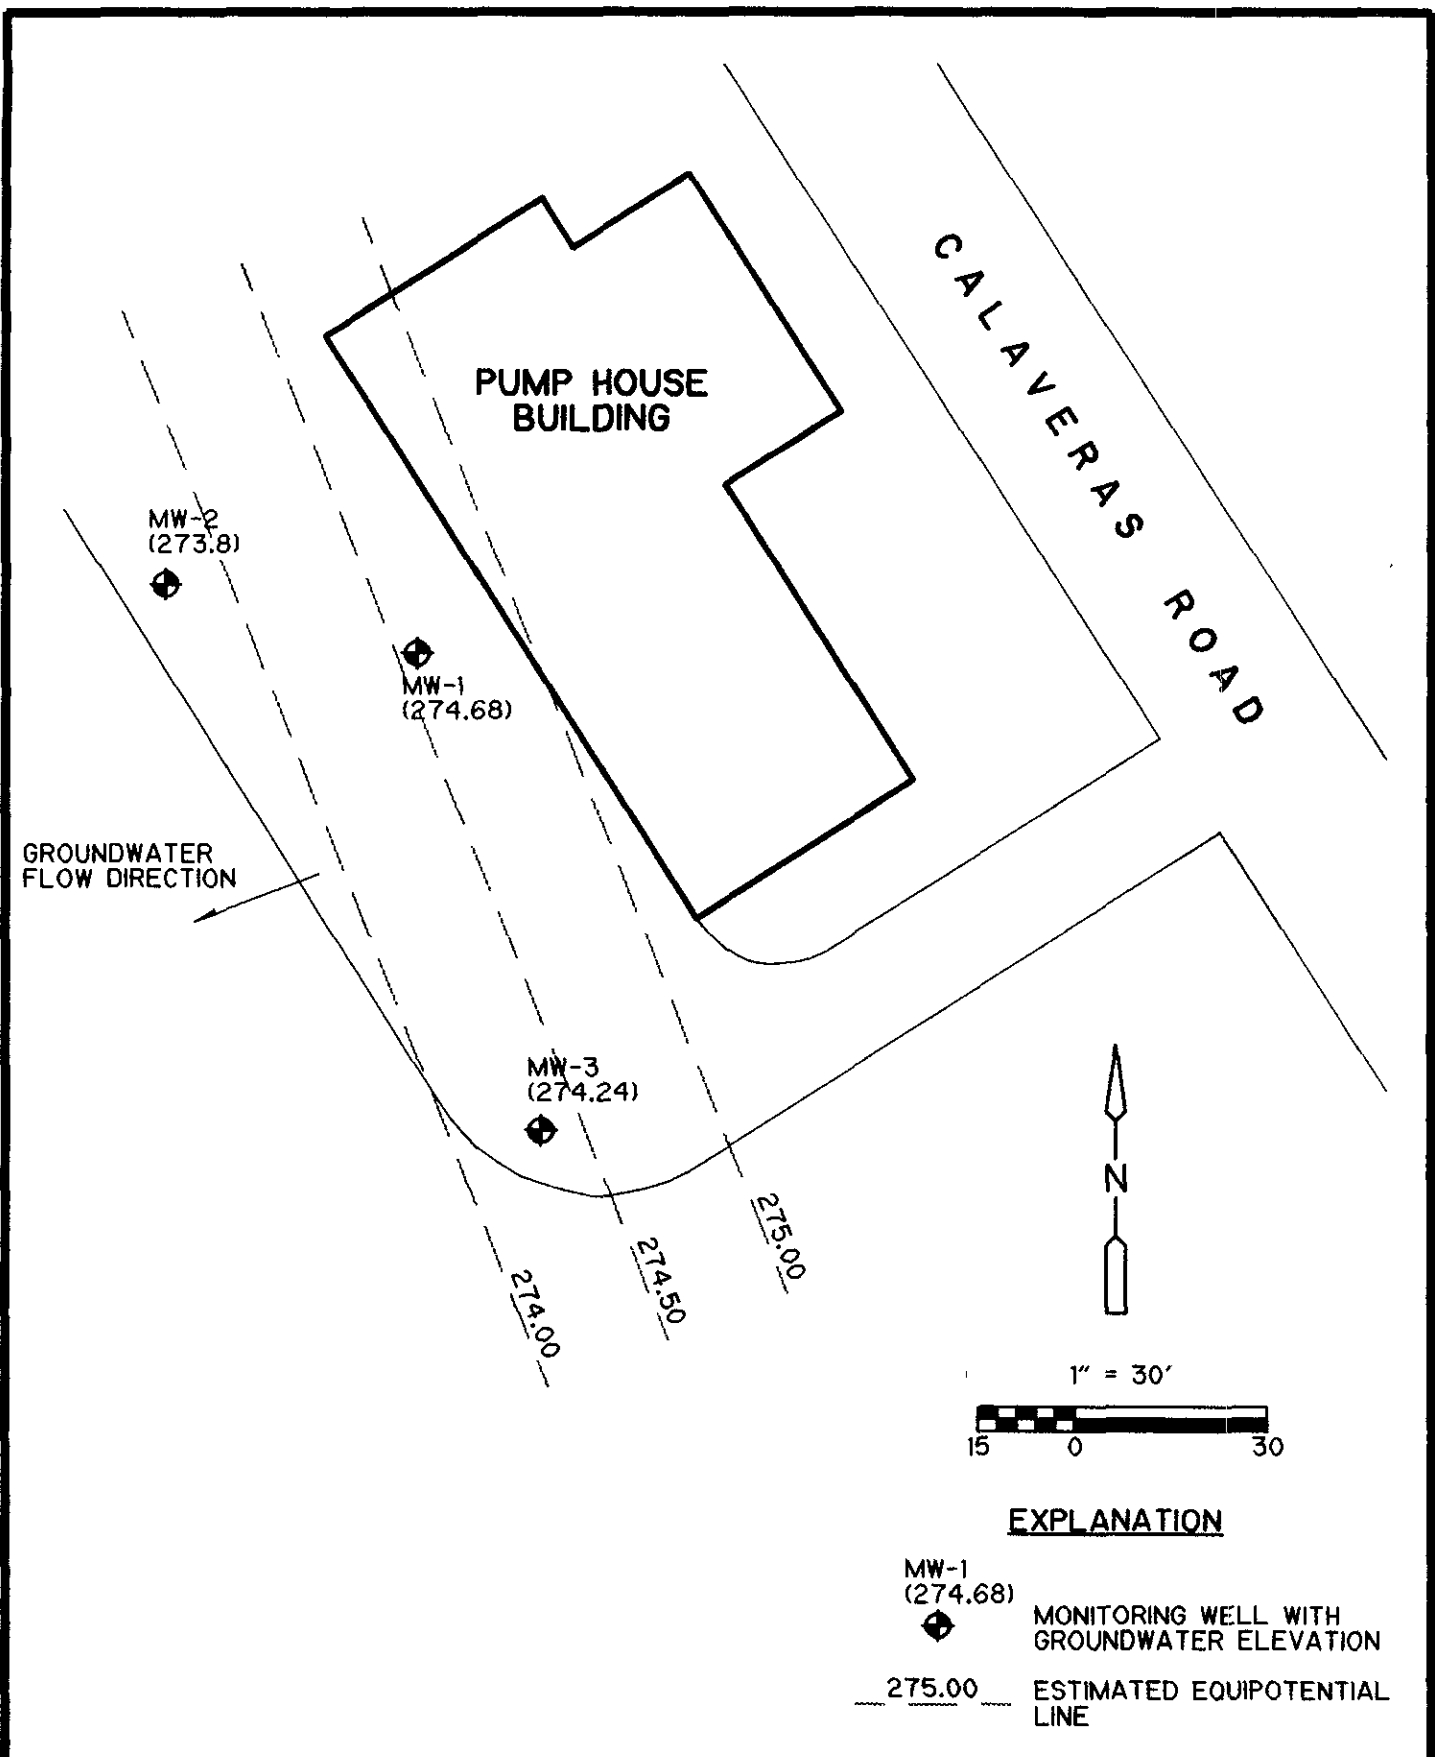 CALAVERAS ROAD
PUMP HOUSE
BUILDING
MW-2
(273.8)
MW-1
(274.68)
GROUNDWATER
FLOW DIRECTION
MW-3
(274.24)
275.00
274.50
274.00
N
1" = 30'
15 0 30
EXPLANATION
MW-1
(274.68)
MONITORING WELL WITH
GROUNDWATER ELEVATION
275.00
ESTIMATED EQUIPOTENTIAL
LINE